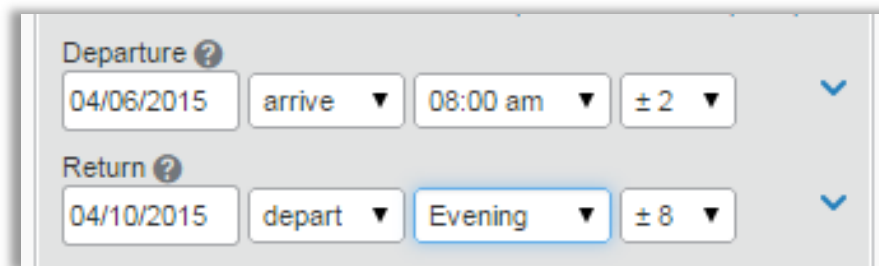 Departure ?
04/06/2015 arrive 08:00 am ± 2
Return ?
04/10/2015 depart Evening ± 8